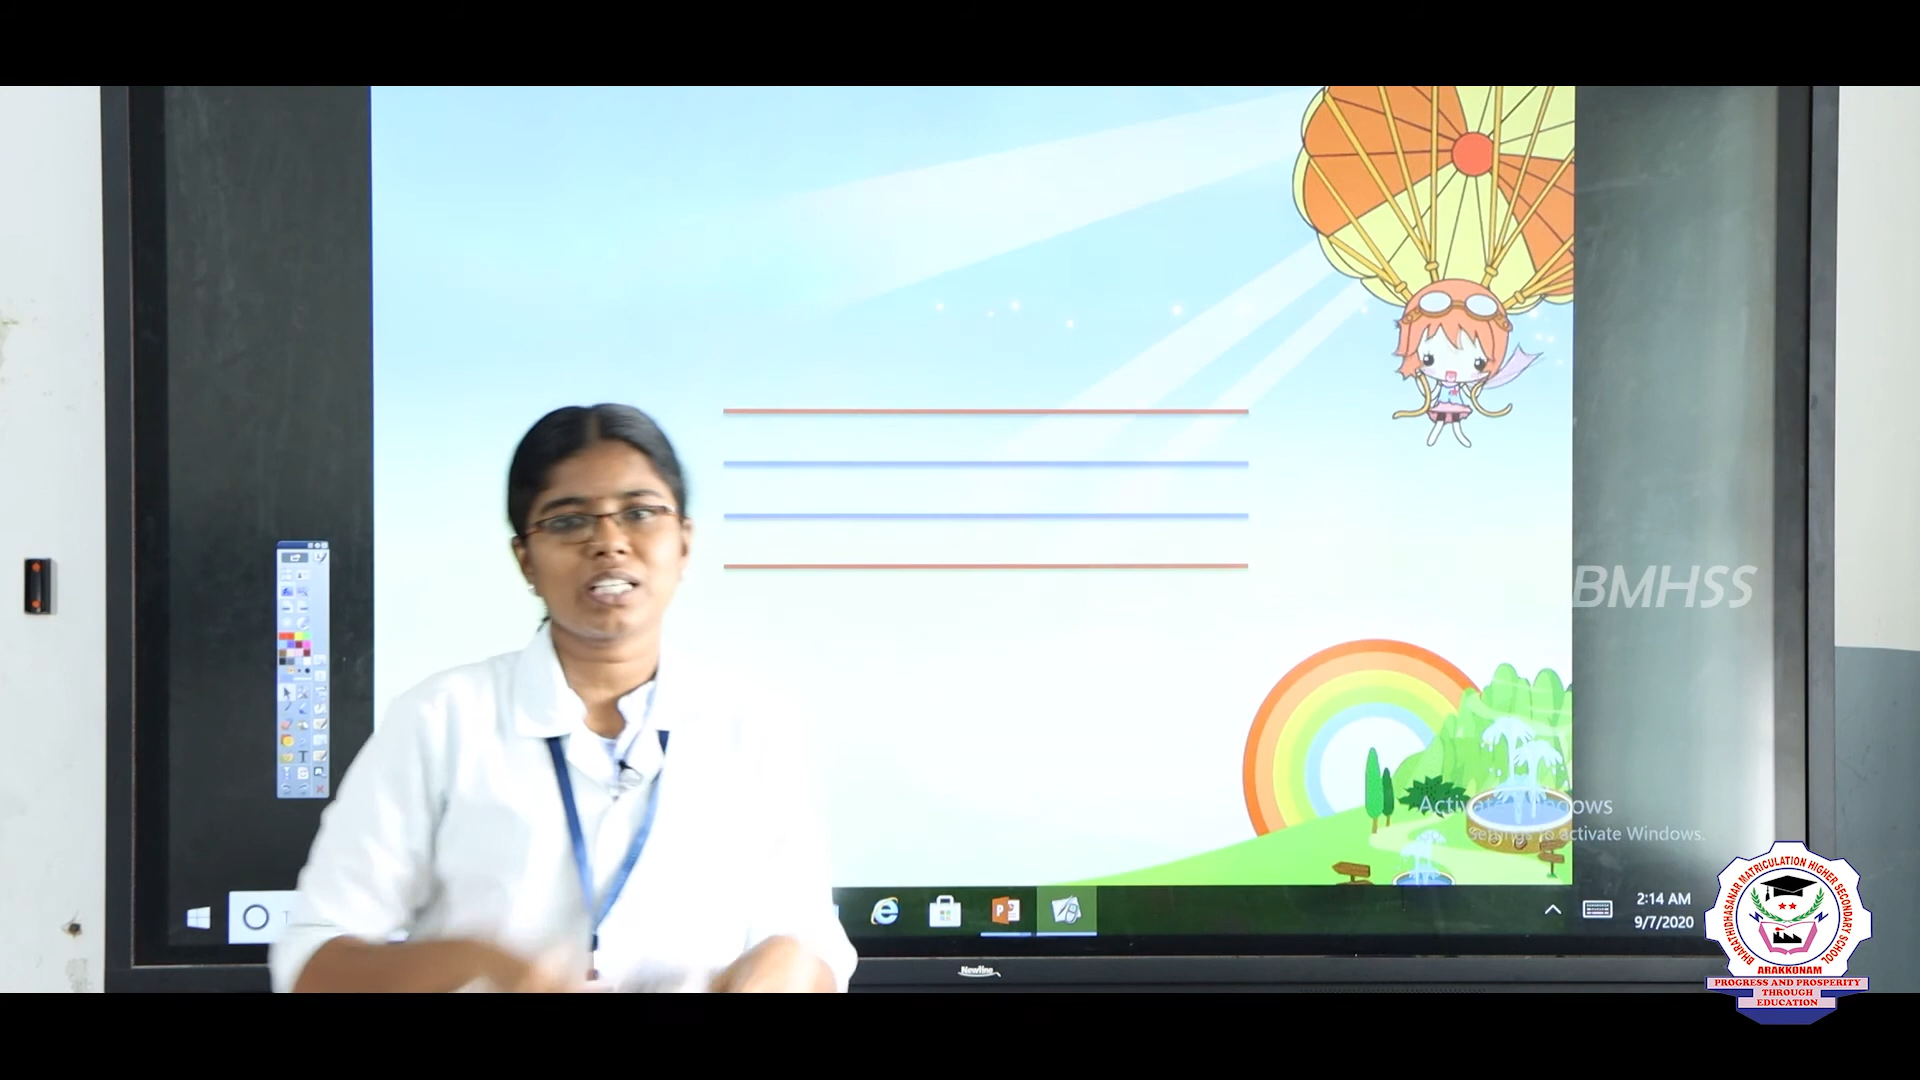 BMHSS
Activate Windows
settings to activate Windows.
2:14 AM
9/7/2020
Newline
BHARATHIDHASANAR MATRICULATION HIGHER SECONDARY SCHOOL
ARAKKONAM
PROGRESS AND PROSPERITY
THROUGH
EDUCATION